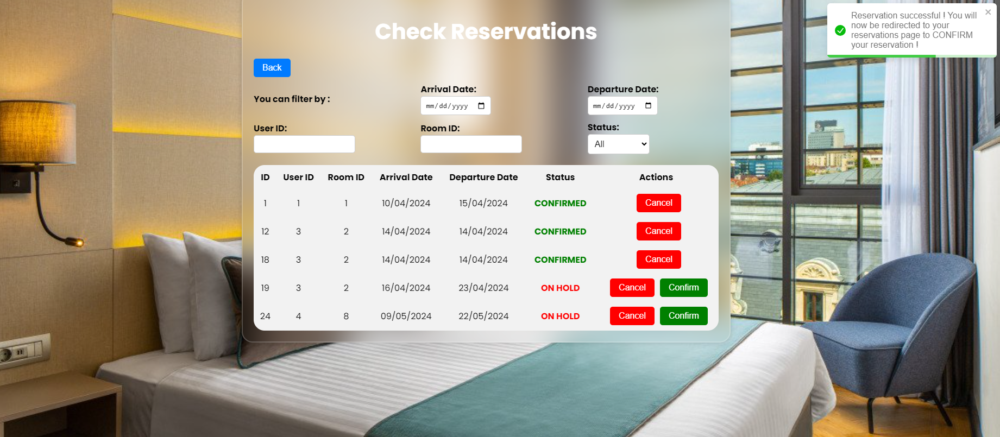 Reservation successful ! You will
now be redirected to your
reservations page to CONFIRM
your reservation !
Check Reservations
Back
You can filter by :
Arrival Date:
mm/dd/yyyy
Departure Date:
mm/dd/yyyy
User ID:
Room ID:
Status:
All
ID User ID Room ID Arrival Date Departure Date Status Actions
1 1 1 10/04/2024 15/04/2024 CONFIRMED Cancel
12 3 2 14/04/2024 14/04/2024 CONFIRMED Cancel
18 3 2 14/04/2024 14/04/2024 CONFIRMED Cancel
19 3 2 16/04/2024 23/04/2024 ON HOLD Cancel Confirm
24 4 8 09/05/2024 22/05/2024 ON HOLD Cancel Confirm